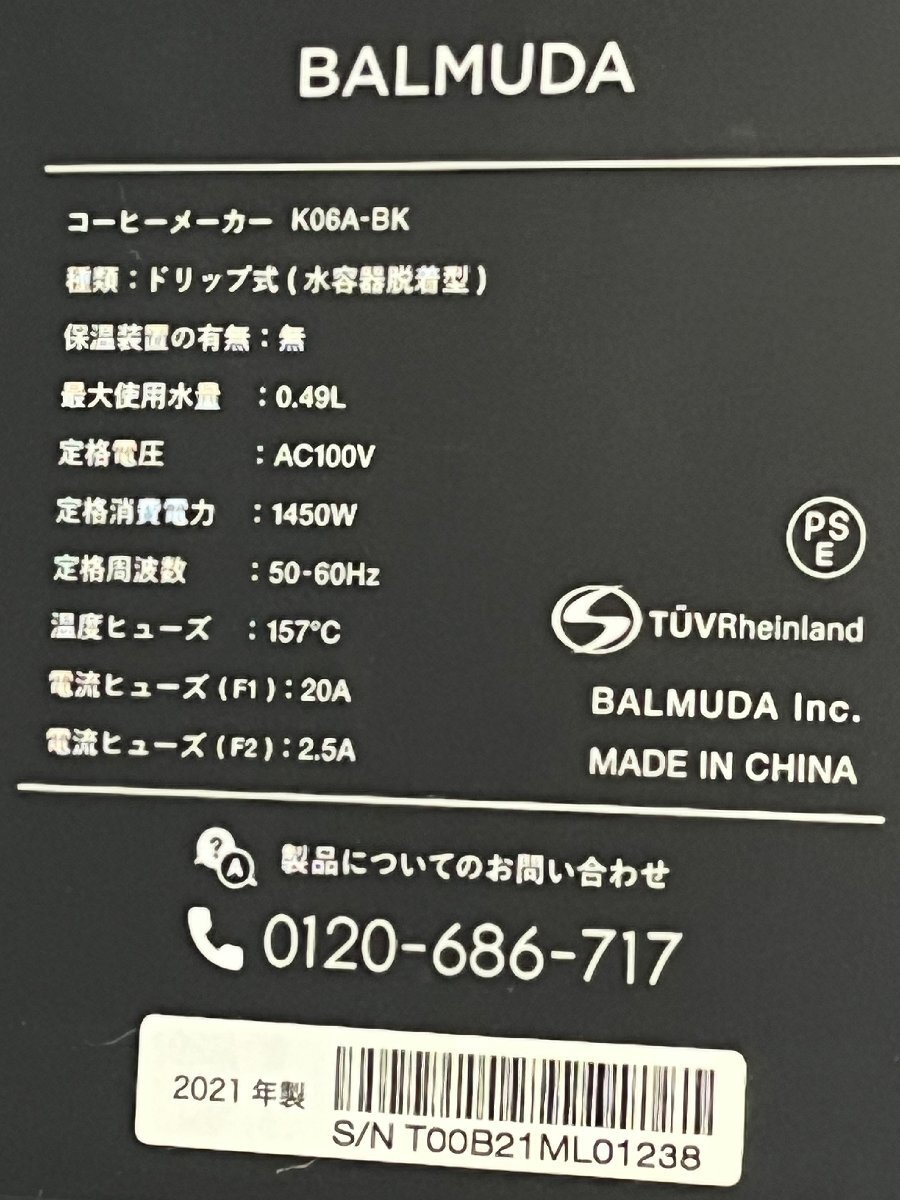 BALMUDA
コーヒーメーカー K06A-BK
種類：ドリップ式 (水容器脱着型)
保温装置の有無：無
最大使用水量 ：0.49L
定格電圧 ：AC100V
定格消費電力 ：1450W
定格周波数 ：50-60Hz
温度ヒューズ ：157℃
電流ヒューズ (F1)：20A
電流ヒューズ (F2)：2.5A
PS
E
TÜVRheinland
BALMUDA Inc.
MADE IN CHINA
? A 製品についてのお問い合わせ
0120-686-717
2021 年製
S/N T00B21ML01238